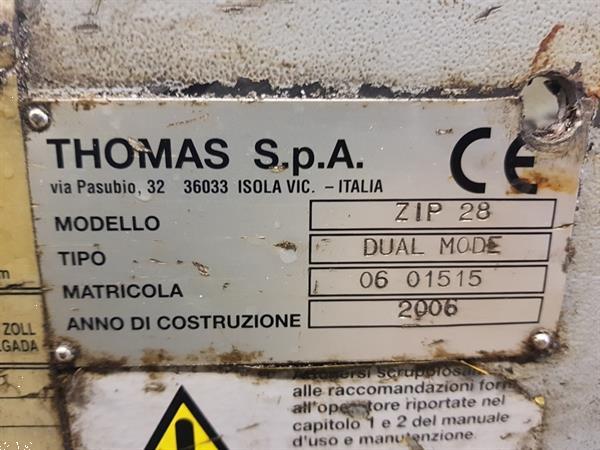 THOMAS S.p.A. CE
via Pasubio, 32 36033 ISOLA VIC. - ITALIA
MODELLO ZIP 28
TIPO DUAL MODE
MATRICOLA 06 01515
ANNO DI COSTRUZIONE 2006
m
ZOLL
scrupolosa
alle raccomandazioni
all'operatore riportate nel
capitolo 1 e 2 del manuale
d'uso e manutenzione.